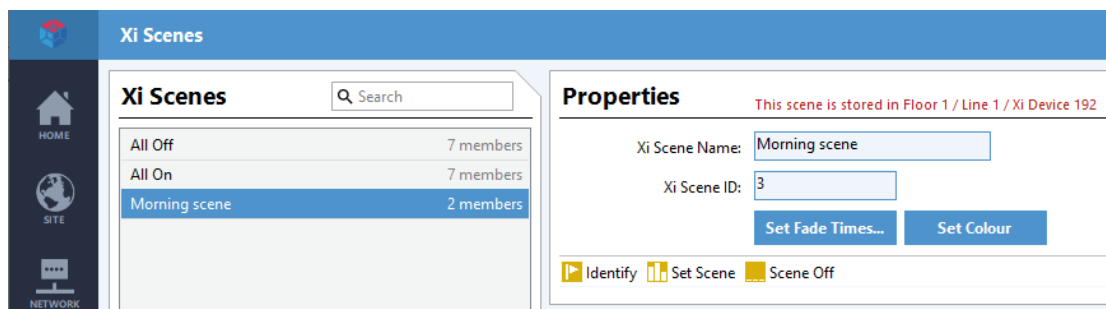 Xi Scenes
HOME
SITE
NETWORK
Xi Scenes
Search
All Off 7 members
All On 7 members
Morning scene 2 members
Properties
This scene is stored in Floor 1 / Line 1 / Xi Device 192
Xi Scene Name: Morning scene
Xi Scene ID: 3
Set Fade Times... Set Colour
Identify Set Scene Scene Off